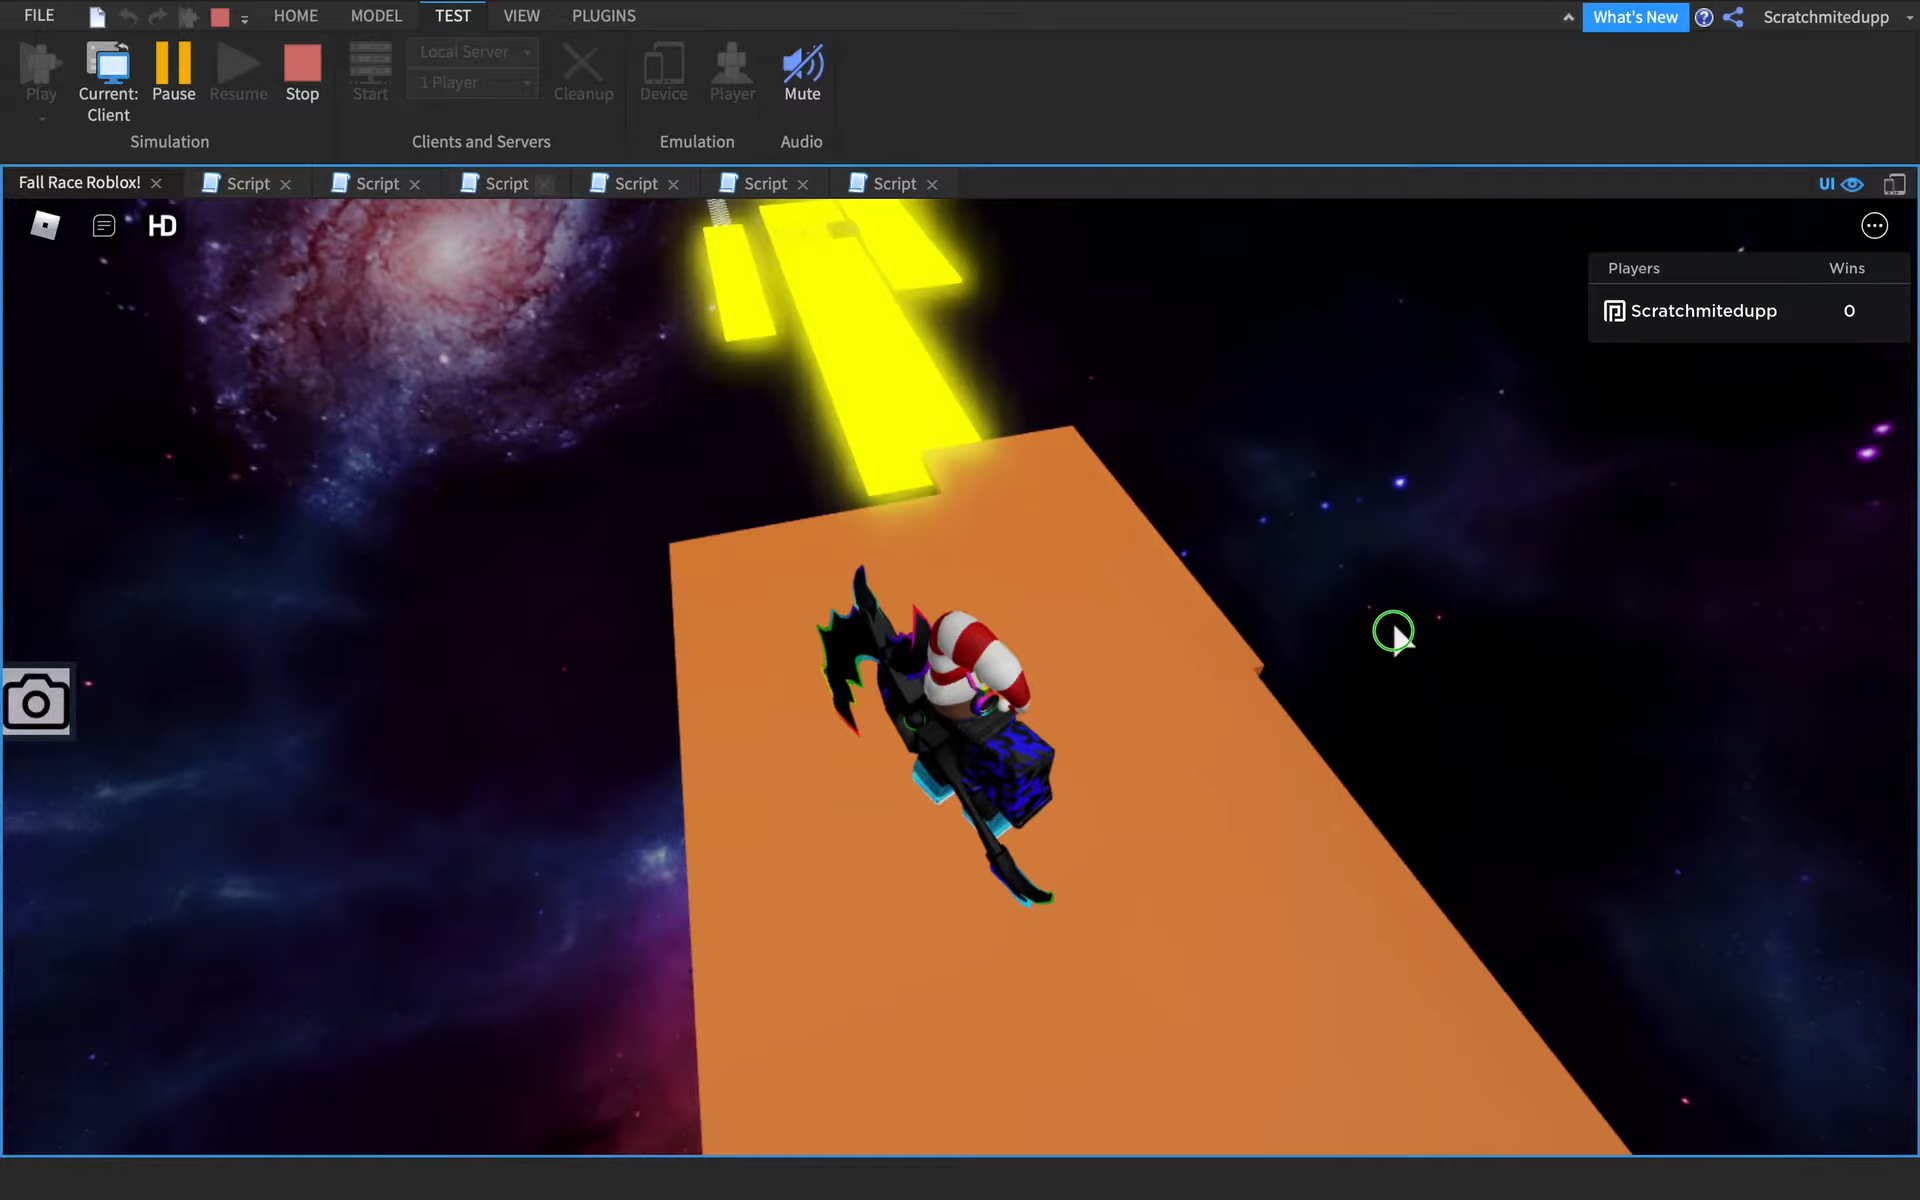 FILE
HOME
MODEL
TEST
VIEW
PLUGINS
What's New
Scratchmitedupp
Play
Current:
Client
Pause
Resume
Stop
Start
Local Server
1 Player
Cleanup
Device
Player
Mute
Simulation
Clients and Servers
Emulation
Audio
Fall Race Roblox!
Script
Script
Script
Script
Script
Script
UI
HD
Players Wins
Scratchmitedupp 0